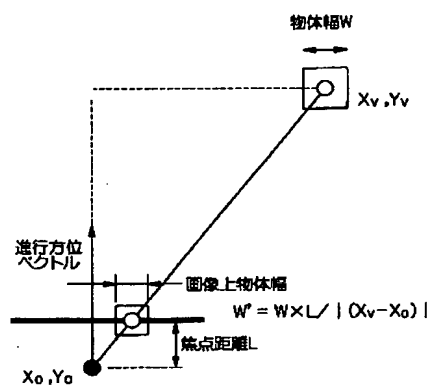 物体幅W
Xv,Yv
進行方位
ベクトル
画像上物体幅
W' = W×L/|(Xv-Xo)|
焦点距離L
Xo,Yo